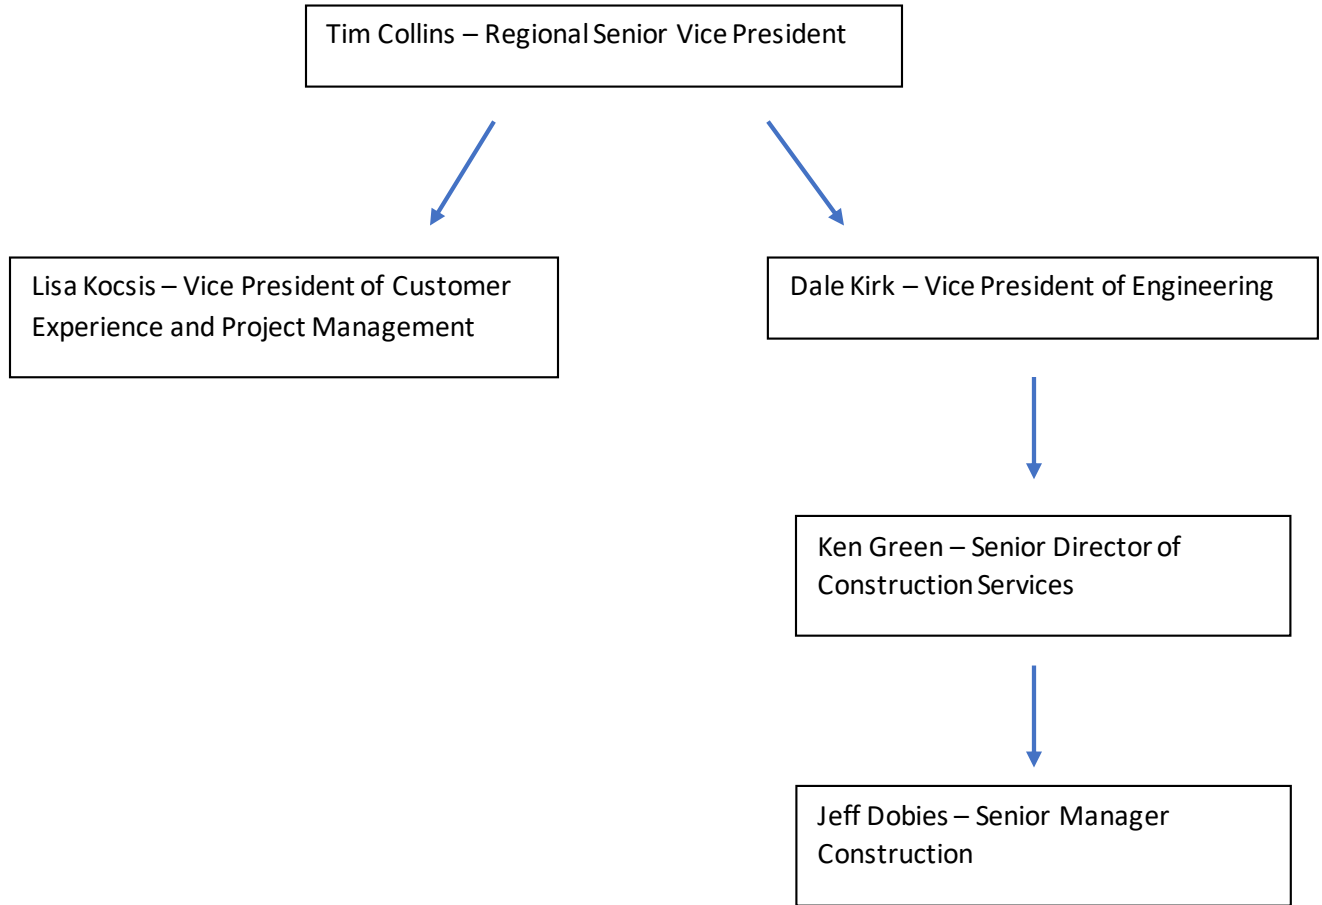 Tim Collins – Regional Senior Vice President
Lisa Kocsis – Vice President of Customer
Experience and Project Management
Dale Kirk – Vice President of Engineering
Ken Green – Senior Director of
Construction Services
Jeff Dobies – Senior Manager
Construction